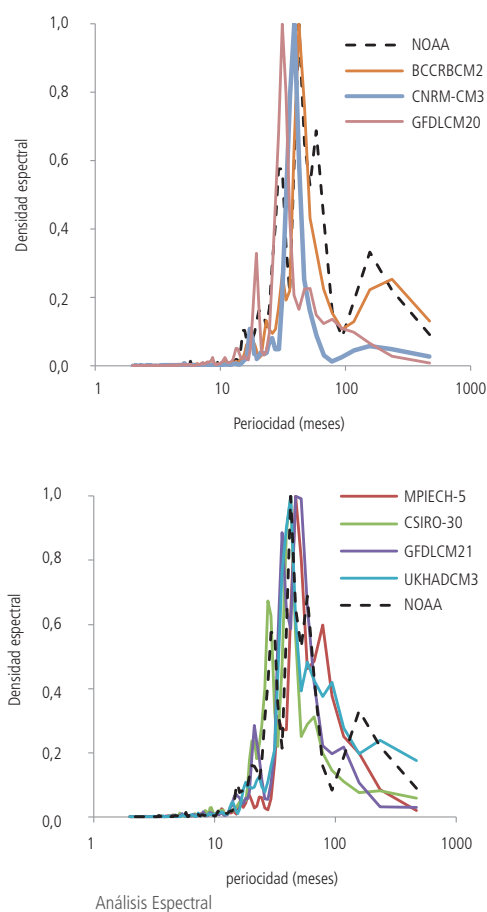 1,0
0,8
0,6
0,4
0,2
0,0
Densidad espectral
NOAA
BCCRBCM2
CNRM-CM3
GFDLCM20
1 10 100 1000
Periocidad (meses)
1,0
0,8
0,6
0,4
0,2
0,0
Densidad espectral
MPIECH-5
CSIRO-30
GFDLCM21
UKHADCM3
NOAA
1 10 100 1000
periocidad (meses)
Análisis Espectral